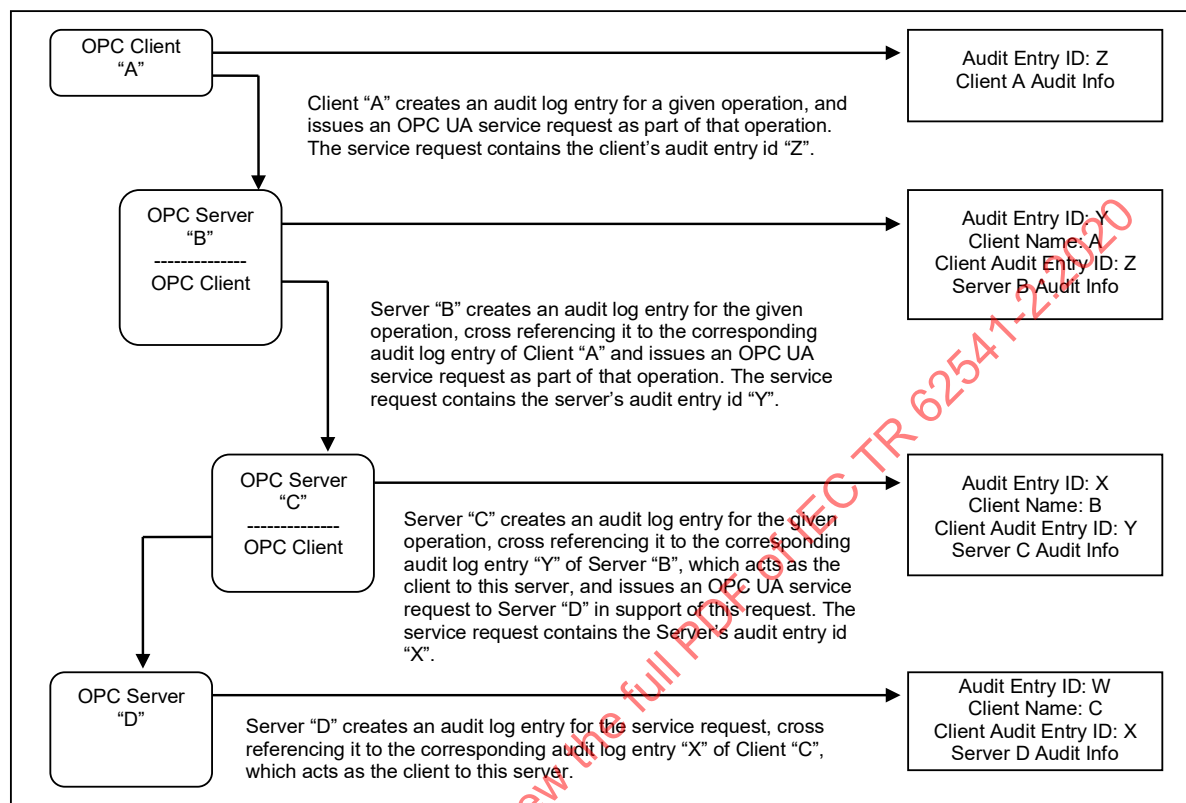 OPC Client
“A”
Audit Entry ID: Z
Client A Audit Info
Client “A” creates an audit log entry for a given operation, and
issues an OPC UA service request as part of that operation.
The service request contains the client’s audit entry id “Z”.
OPC Server
“B”
---------------
OPC Client
Audit Entry ID: Y
Client Name: A
Client Audit Entry ID: Z
Server B Audit Info
Server “B” creates an audit log entry for the given
operation, cross referencing it to the corresponding
audit log entry of Client “A” and issues an OPC UA
service request as part of that operation. The service
request contains the server’s audit entry id “Y”.
OPC Server
“C”
---------------
OPC Client
Audit Entry ID: X
Client Name: B
Client Audit Entry ID: Y
Server C Audit Info
Server “C” creates an audit log entry for the given
operation, cross referencing it to the corresponding
audit log entry “Y” of Server “B”, which acts as the
client to this server, and issues an OPC UA service
request to Server “D” in support of this request. The
service request contains the Server’s audit entry id
“X”.
OPC Server
“D”
Audit Entry ID: W
Client Name: C
Client Audit Entry ID: X
Server D Audit Info
Server “D” creates an audit log entry for the service request, cross
referencing it to the corresponding audit log entry “X” of Client “C”,
which acts as the client to this server.
the full PDF of IEC TR 62541-2:2020